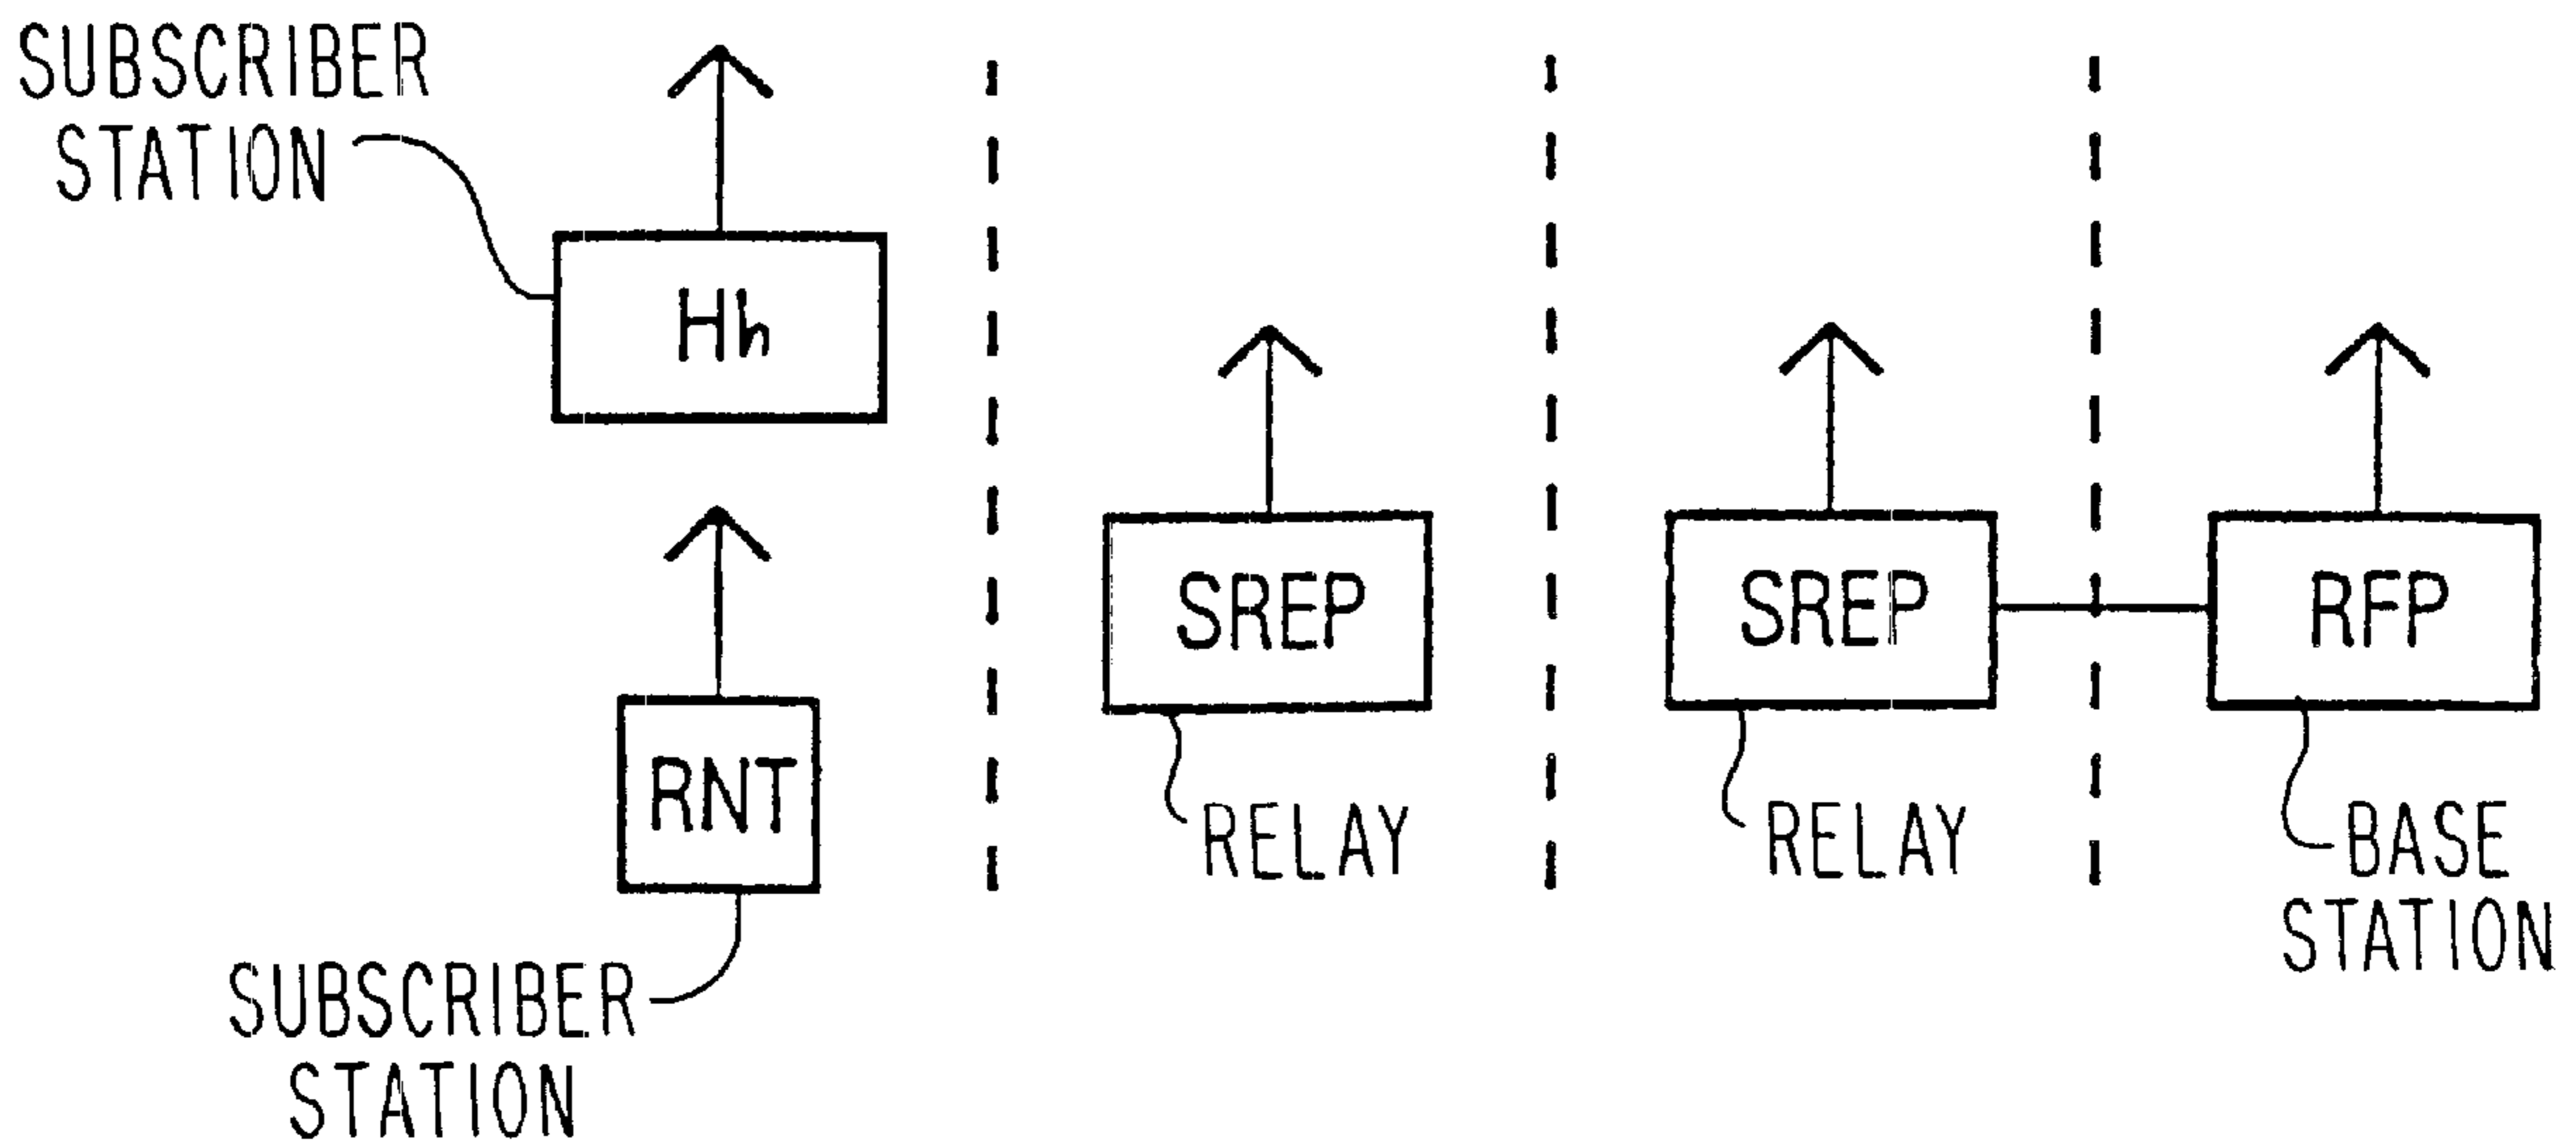 SUBSCRIBER
STATION
Hh
SREP
SREP
RFP
RNT
RELAY
RELAY
BASE
STATION
SUBSCRIBER
STATION